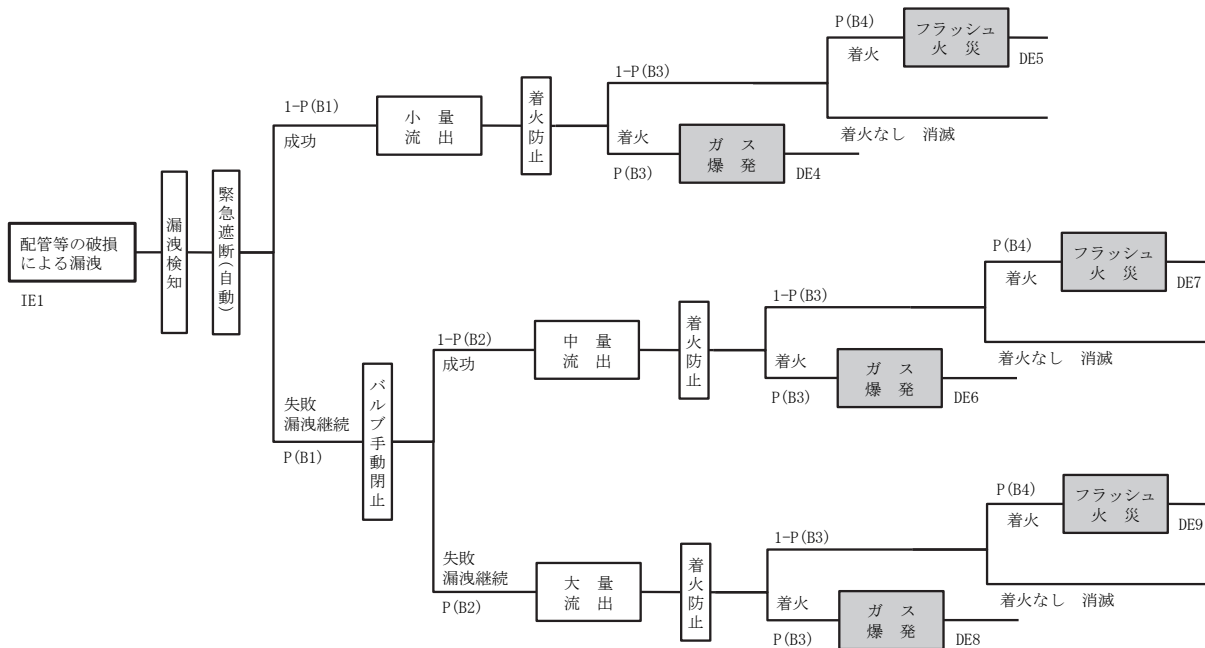 配管等の破損
による漏洩
IE1
漏洩検知
緊急遮断(自動)
1-P(B1)
成功
小 量
流 出
着火防止
1-P(B3)
P(B4)
着火
フラッシュ
火 災
DE5
着火なし 消滅
着火
P(B3)
ガ ス
爆 発
DE4
失敗
漏洩継続
P(B1)
バルブ手動閉止
1-P(B2)
成功
中 量
流 出
着火防止
1-P(B3)
P(B4)
着火
フラッシュ
火 災
DE7
着火なし 消滅
着火
P(B3)
ガ ス
爆 発
DE6
失敗
漏洩継続
P(B2)
大 量
流 出
着火防止
1-P(B3)
P(B4)
着火
フラッシュ
火 災
DE9
着火なし 消滅
着火
P(B3)
ガ ス
爆 発
DE8